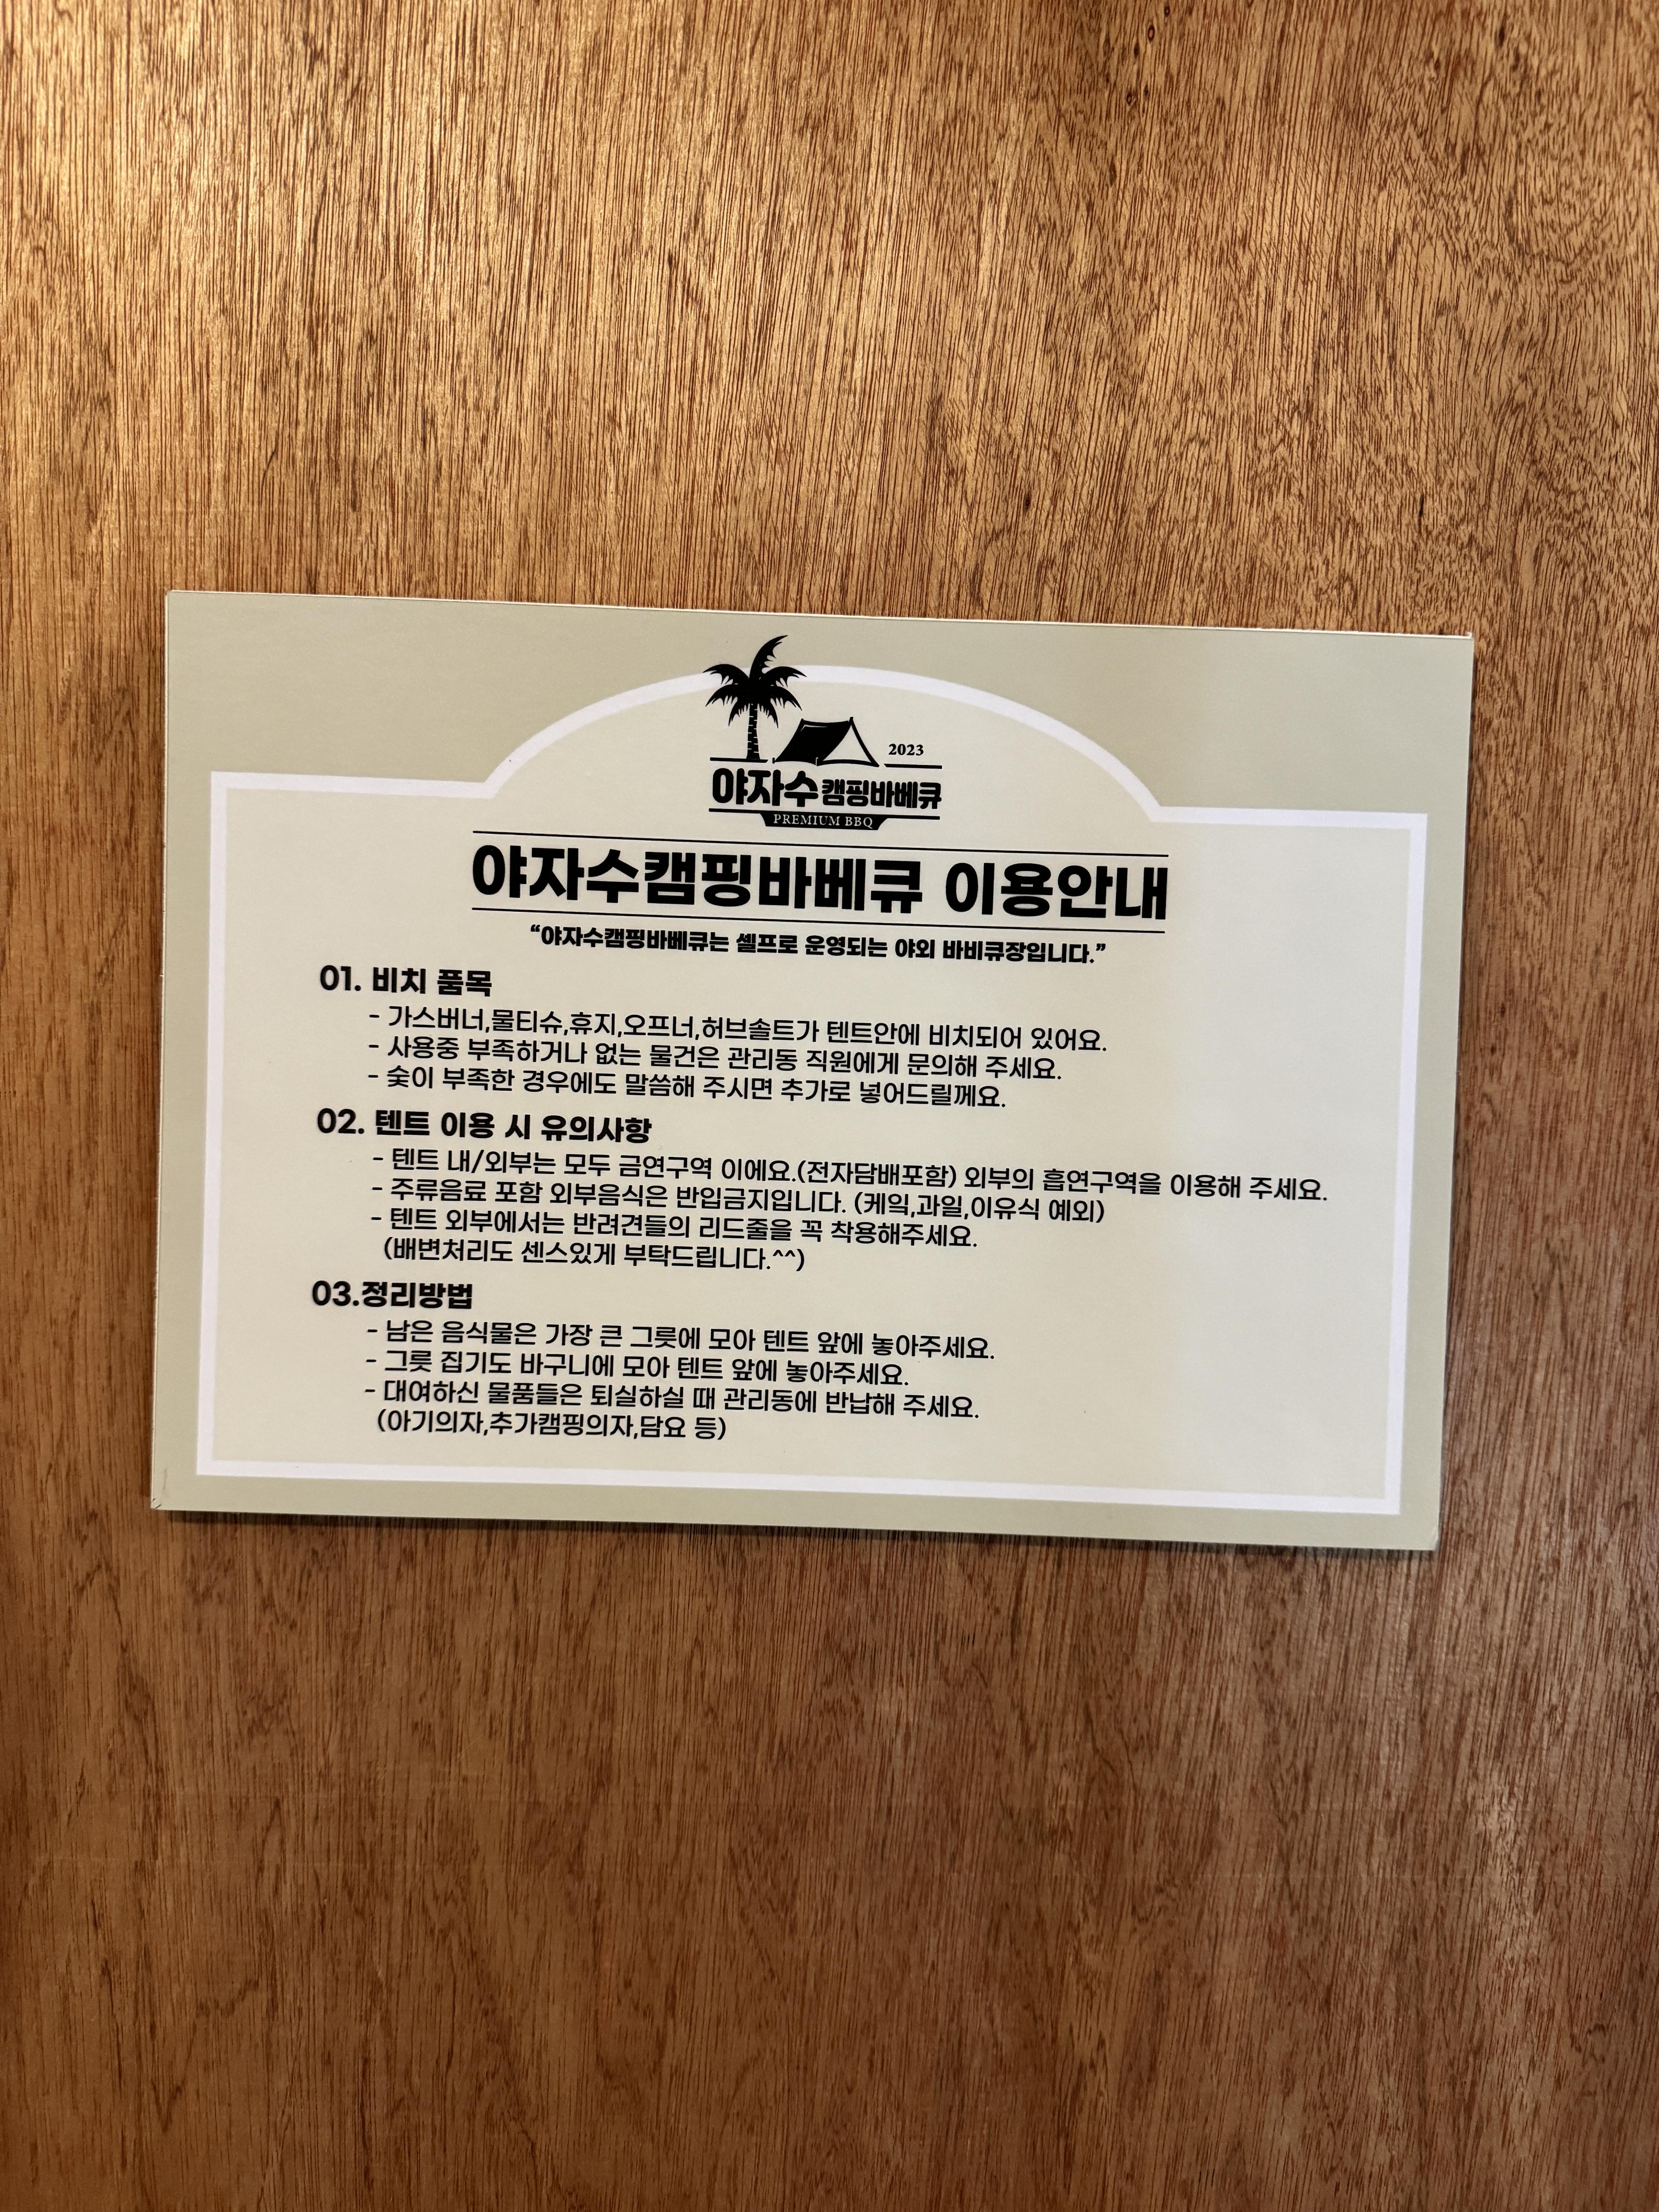 2023
야자수 캠핑바베큐
PREMIUM BBQ
야자수캠핑바베큐 이용안내
“야자수캠핑바베큐는 셀프로 운영되는 야외 바비큐장입니다.”
01. 비치 품목
- 가스버너,물티슈,휴지,오프너,허브솔트가 텐트안에 비치되어 있어요.
- 사용중 부족하거나 없는 물건은 관리동 직원에게 문의해 주세요.
- 숯이 부족한 경우에도 말씀해 주시면 추가로 넣어드릴께요.
02. 텐트 이용 시 유의사항
- 텐트 내/외부는 모두 금연구역 이에요.(전자담배포함) 외부의 흡연구역을 이용해 주세요.
- 주류음료 포함 외부음식은 반입금지입니다. (케익,과일,이유식 예외)
- 텐트 외부에서는 반려견들의 리드줄을 꼭 착용해주세요.
(배변처리도 센스있게 부탁드립니다.^^)
03.정리방법
- 남은 음식물은 가장 큰 그릇에 모아 텐트 앞에 놓아주세요.
- 그릇 집기도 바구니에 모아 텐트 앞에 놓아주세요.
- 대여하신 물품들은 퇴실하실 때 관리동에 반납해 주세요.
(아기의자,추가캠핑의자,담요 등)